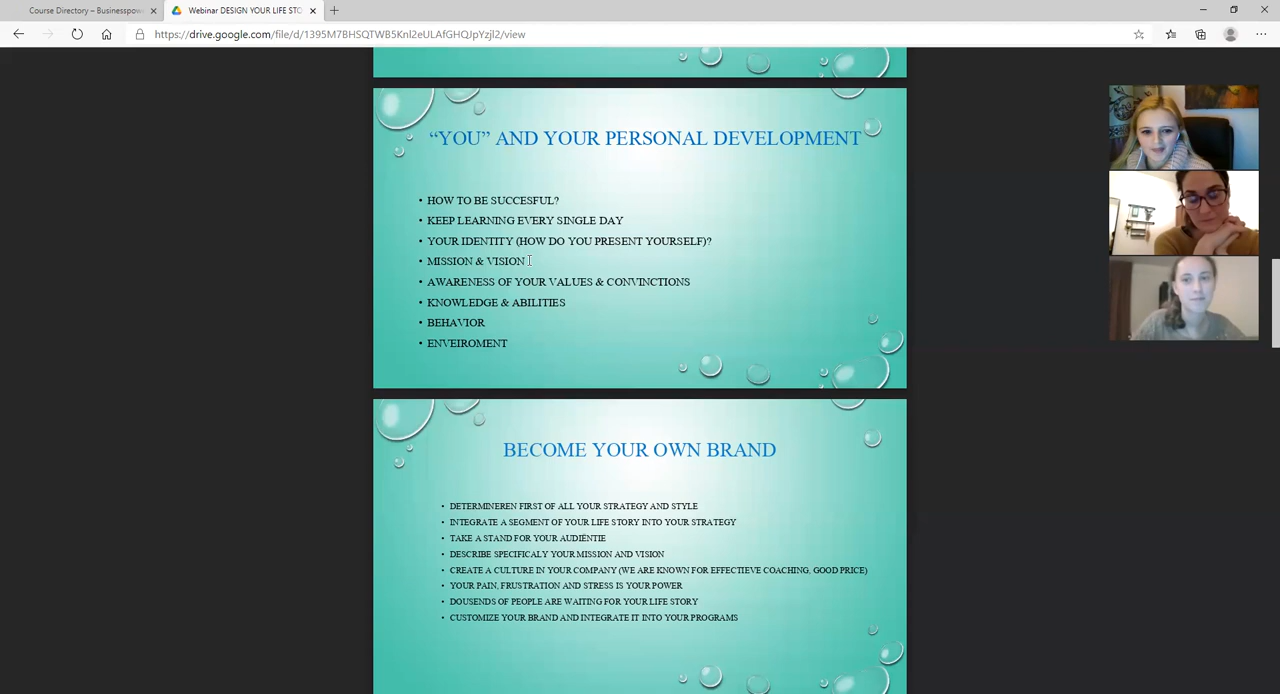 Course Directory – Businesspow
Webinar DESIGN YOUR LIFE STO
https://drive.google.com/file/d/1395M7BHSQTWB5Knl2eULAfGHQJpYzjl2/view
“YOU” AND YOUR PERSONAL DEVELOPMENT
• HOW TO BE SUCCESFUL?
• KEEP LEARNING EVERY SINGLE DAY
• YOUR IDENTITY (HOW DO YOU PRESENT YOURSELF)?
• MISSION & VISION
• AWARENESS OF YOUR VALUES & CONVINCTIONS
• KNOWLEDGE & ABILITIES
• BEHAVIOR
• ENVEIROMENT
BECOME YOUR OWN BRAND
• DETERMINEREN FIRST OF ALL YOUR STRATEGY AND STYLE
• INTEGRATE A SEGMENT OF YOUR LIFE STORY INTO YOUR STRATEGY
• TAKE A STAND FOR YOUR AUDIËNTIE
• DESCRIBE SPECIFICALY YOUR MISSION AND VISION
• CREATE A CULTURE IN YOUR COMPANY (WE ARE KNOWN FOR EFFECTIEVE COACHING, GOOD PRICE)
• YOUR PAIN, FRUSTRATION AND STRESS IS YOUR POWER
• DOUSENDS OF PEOPLE ARE WAITING FOR YOUR LIFE STORY
• CUSTOMIZE YOUR BRAND AND INTEGRATE IT INTO YOUR PROGRAMS